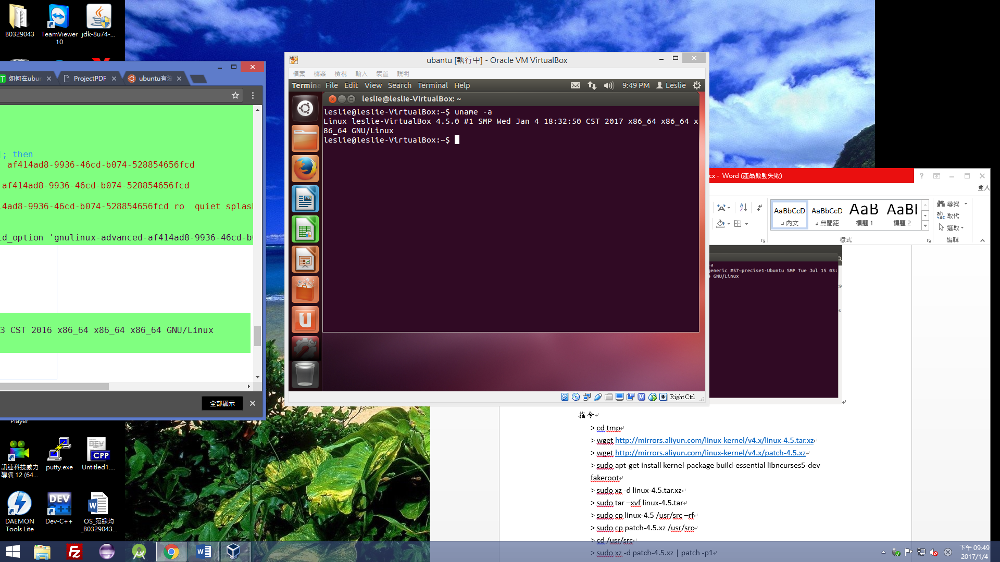 B0329043
TeamViewer 10
jdk-8u74-...
如何在ubun
ProjectPDF
ubuntu有沒
; then
af414ad8-9936-46cd-b074-528854656fcd
af414ad8-9936-46cd-b074-528854656fcd
14ad8-9936-46cd-b074-528854656fcd ro  quiet splash
ld_option 'gnulinux-advanced-af414ad8-9936-46cd-b0
3 CST 2016 x86_64 x86_64 x86_64 GNU/Linux
全部顯示
Player
訊連科技威力導演 12 (64...
putty.exe
Untitled1....
DAEMON Tools Lite
Dev-C++
OS_范綵均_B0329043...
ubantu [執行中] - Oracle VM VirtualBox
檔案 機器 檢視 輸入 裝置 說明
Termina File Edit View Search Terminal Help 9:49 PM Leslie
leslie@leslie-VirtualBox: ~
leslie@leslie-VirtualBox:~$ uname -a
Linux leslie-VirtualBox 4.5.0 #1 SMP Wed Jan 4 18:32:50 CST 2017 x86_64 x86_64 x
86_64 GNU/Linux
leslie@leslie-VirtualBox:~$
Right Ctrl
cx - Word (產品啟動失敗)
登入
AaBbCcD AaBbCcD AaB AaBb
內文 無間距 標題 1 標題 2
樣式
尋找
取代
選取
編輯
-a
generic #57~precise1-Ubuntu SMP Tue Jul 15 03:
4 GNU/Linux
指令
> cd tmp
> wget http://mirrors.aliyun.com/linux-kernel/v4.x/linux-4.5.tar.xz
> wget http://mirrors.aliyun.com/linux-kernel/v4.x/patch-4.5.xz
> sudo apt-get install kernel-package build-essential libncurses5-dev
fakeroot
> sudo xz -d linux-4.5.tar.xz
> sudo tar –xvf linux-4.5.tar
> sudo cp linux-4.5 /usr/src –rf
> sudo cp patch-4.5.xz /usr/src
> cd /usr/src
> sudo xz -d patch-4.5.xz | patch -p1
下午 09:49
2017/1/4